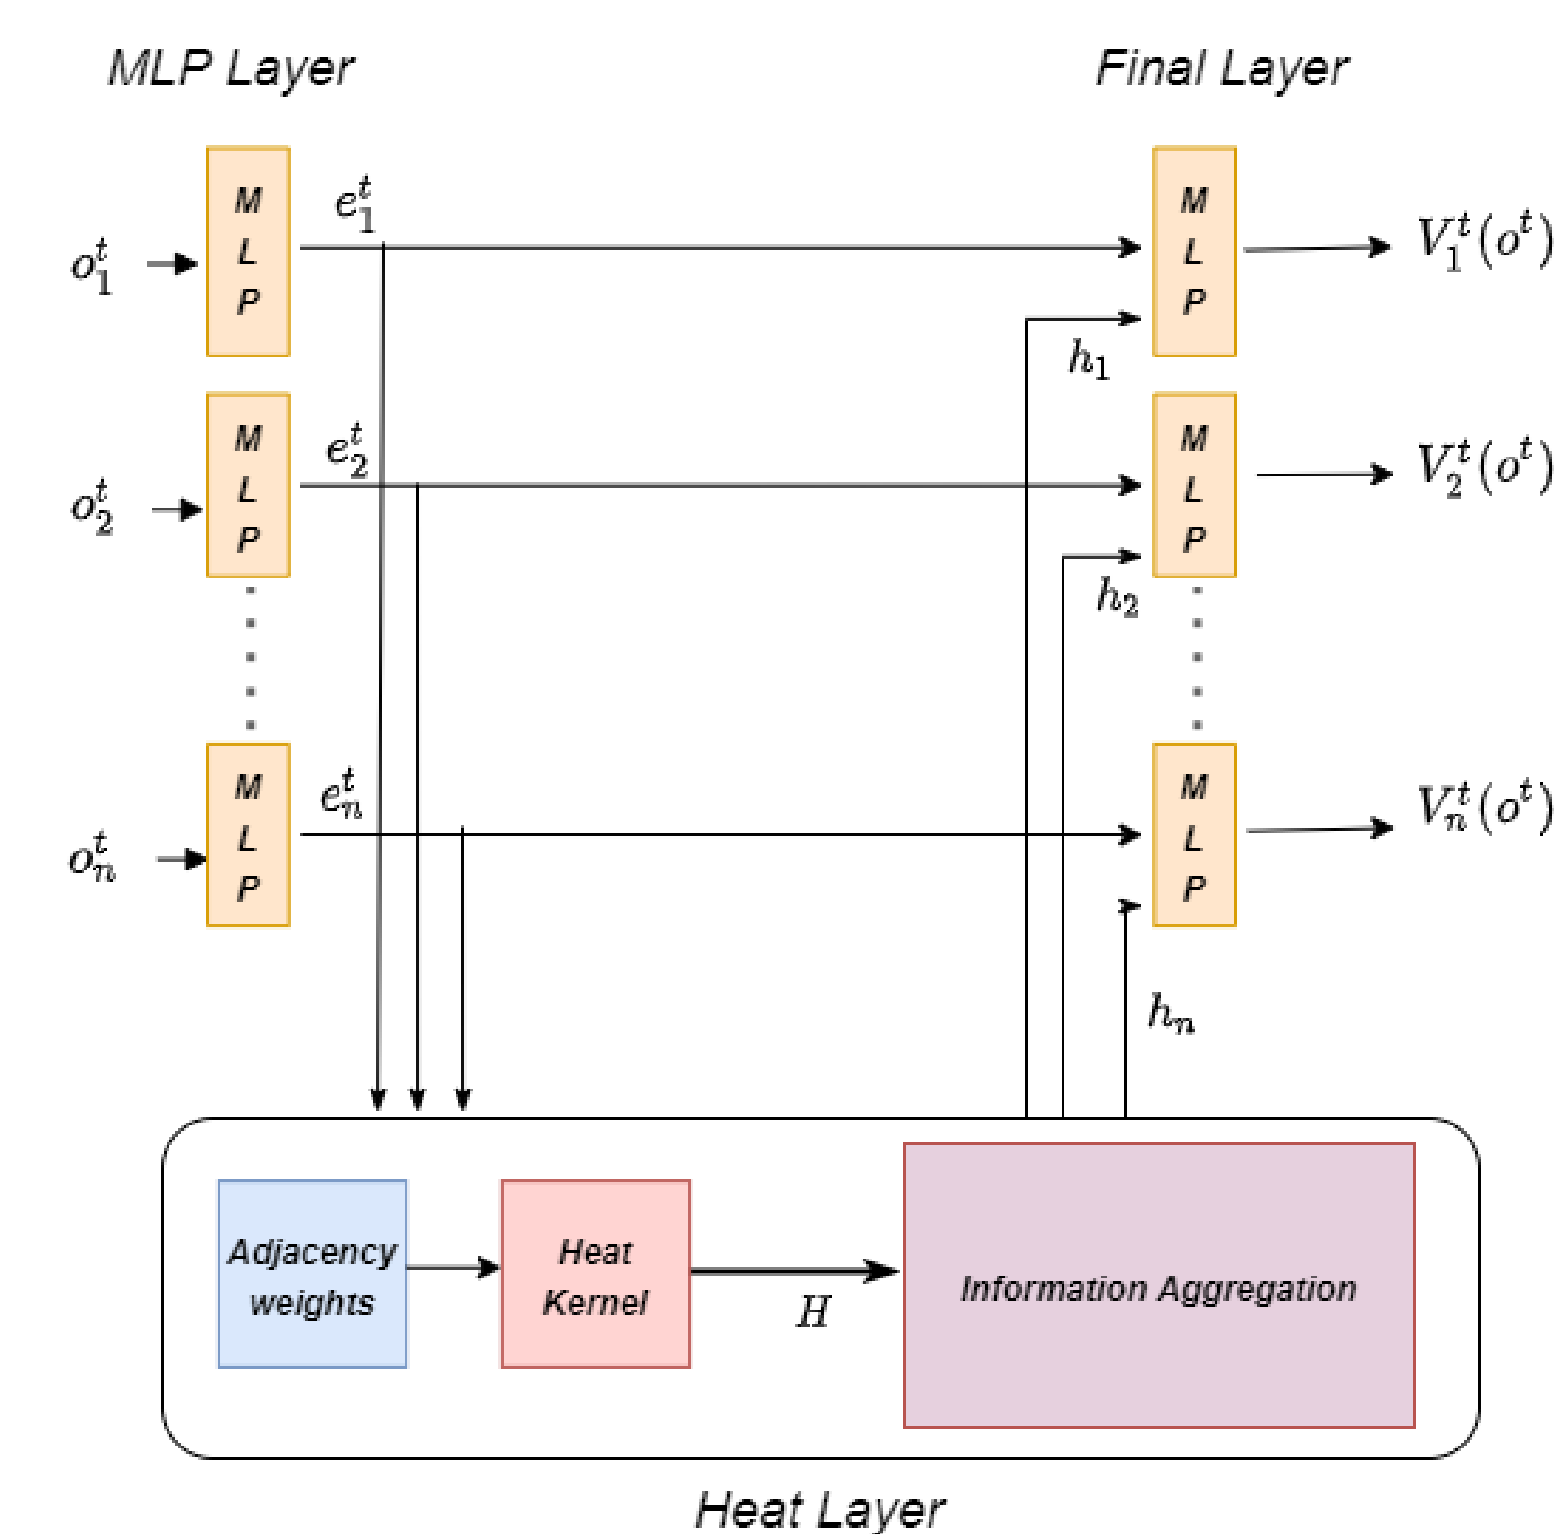 MLP Layer
Final Layer
M
L
P
M
L
P
o_1^t
e_1^t
h_1
V_1^t(o^t)
M
L
P
M
L
P
o_2^t
e_2^t
h_2
V_2^t(o^t)
M
L
P
M
L
P
o_n^t
e_n^t
h_n
V_n^t(o^t)
Adjacency
weights
Heat
Kernel
H
Information Aggregation
Heat Layer